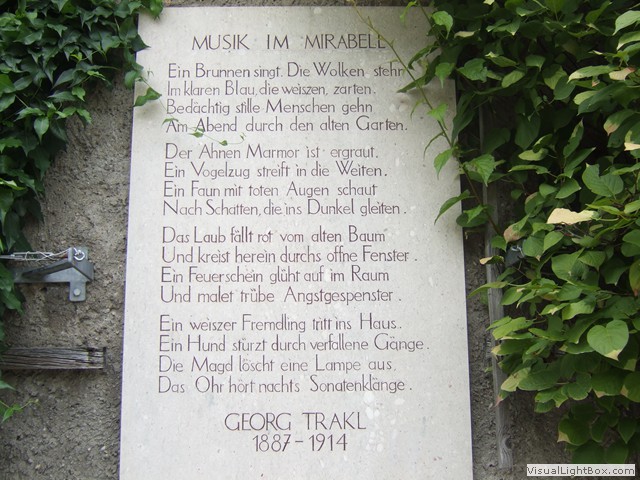 MUSIK IM MIRABELL
Ein Brunnen singt. Die Wolken stehn
Im klaren Blau, die weiszen, zarten.
Bedächtig stille Menschen gehn
Am Abend durch den alten Garten.
Der Ahnen Marmor ist ergraut.
Ein Vogelzug streift in die Weiten.
Ein Faun mit toten Augen schaut
Nach Schatten, die ins Dunkel gleiten.
Das Laub fällt rot vom alten Baum
Und kreist herein durchs offne Fenster.
Ein Feuerschein glüht auf im Raum
Und malet trübe Angstgespenster.
Ein weiszer Fremdling tritt ins Haus.
Ein Hund stürzt durch verfallene Gänge.
Die Magd löscht eine Lampe aus,
Das Ohr hört nachts Sonatenklänge.
GEORG TRAKL
1887-1914
VisualLightBox.com